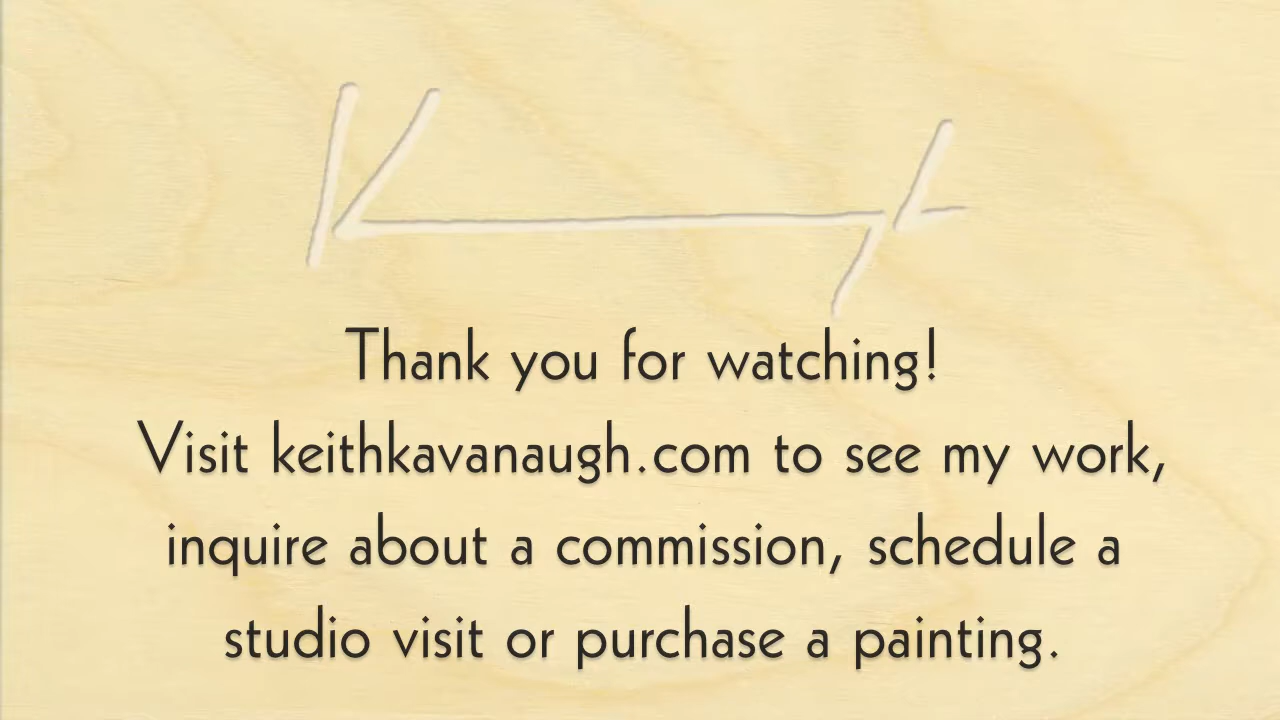 Thank you for watching!
Visit keithkavanaugh.com to see my work,
inquire about a commission, schedule a
studio visit or purchase a painting.